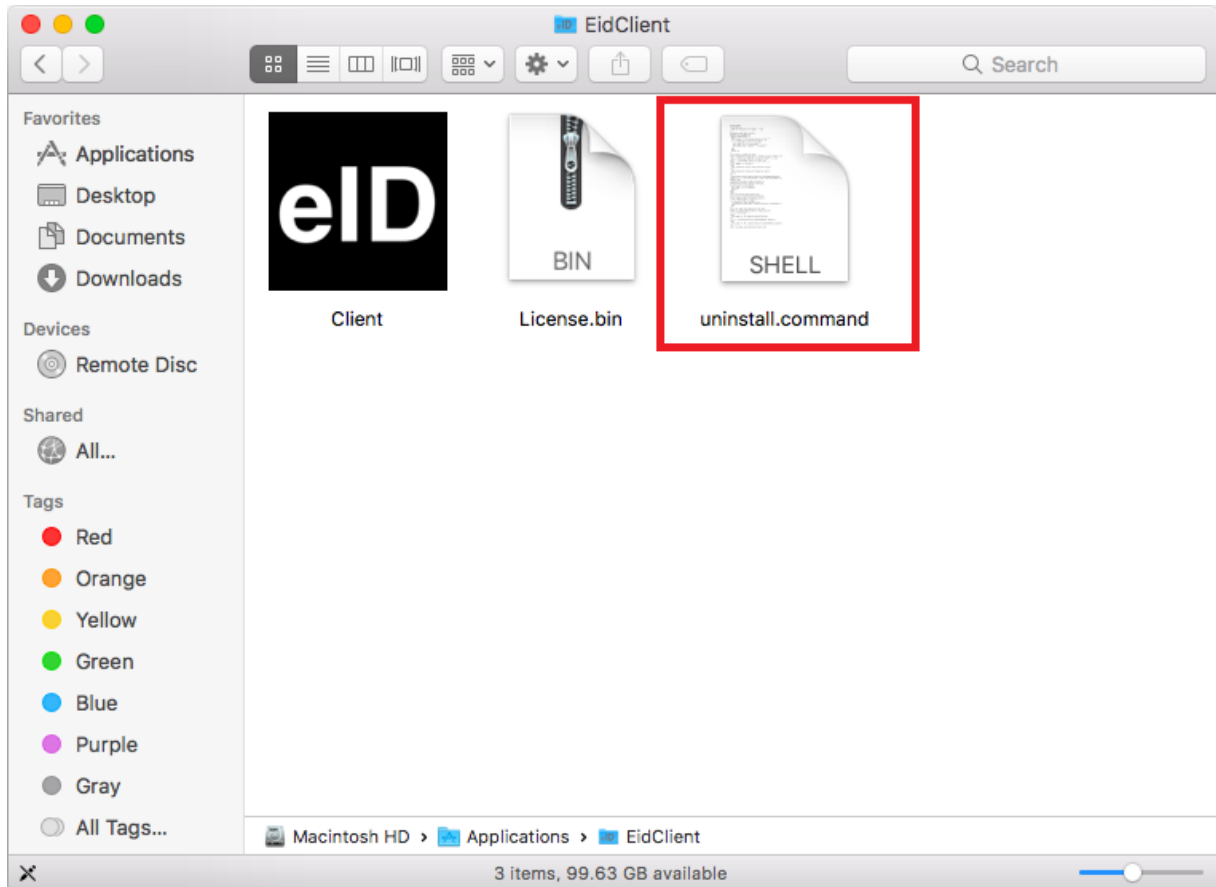 EidClient
Search
Favorites
Applications
Desktop
Documents
Downloads
Devices
Remote Disc
Shared
All...
Tags
Red
Orange
Yellow
Green
Blue
Purple
Gray
All Tags...
eID
BIN
SHELL
Client
License.bin
uninstall.command
Macintosh HD › Applications › EidClient
3 items, 99.63 GB available